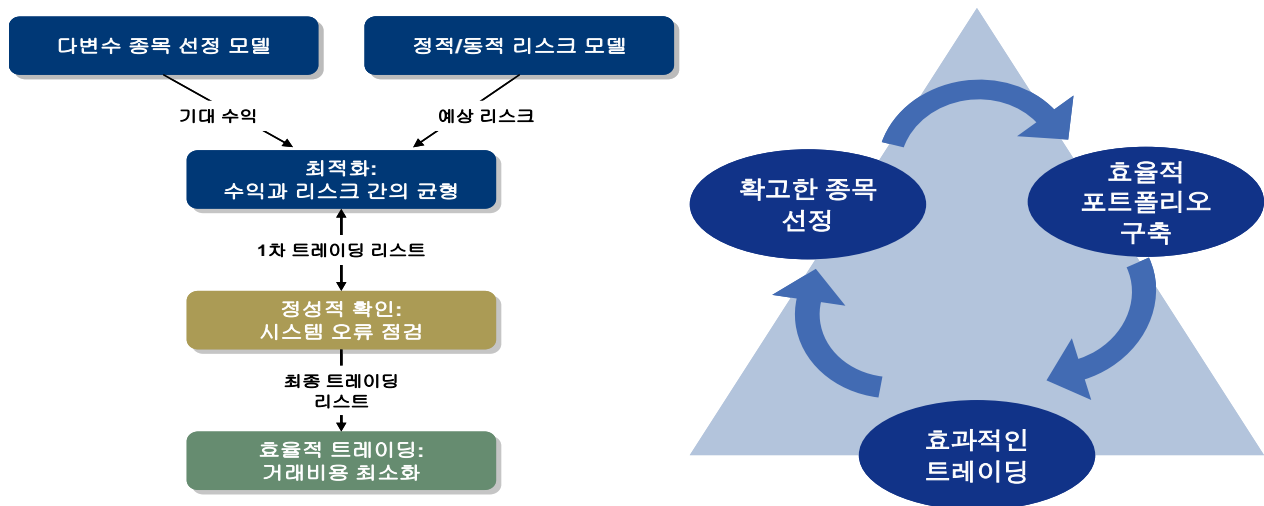 다변수 종목 선정 모델
정적/동적 리스크 모델
기대 수익
예상 리스크
최적화:
수익과 리스크 간의 균형
1차 트레이딩 리스트
정성적 확인:
시스템 오류 점검
최종 트레이딩
리스트
효율적 트레이딩:
거래비용 최소화
확고한 종목
선정
효율적
포트폴리오
구축
효과적인
트레이딩